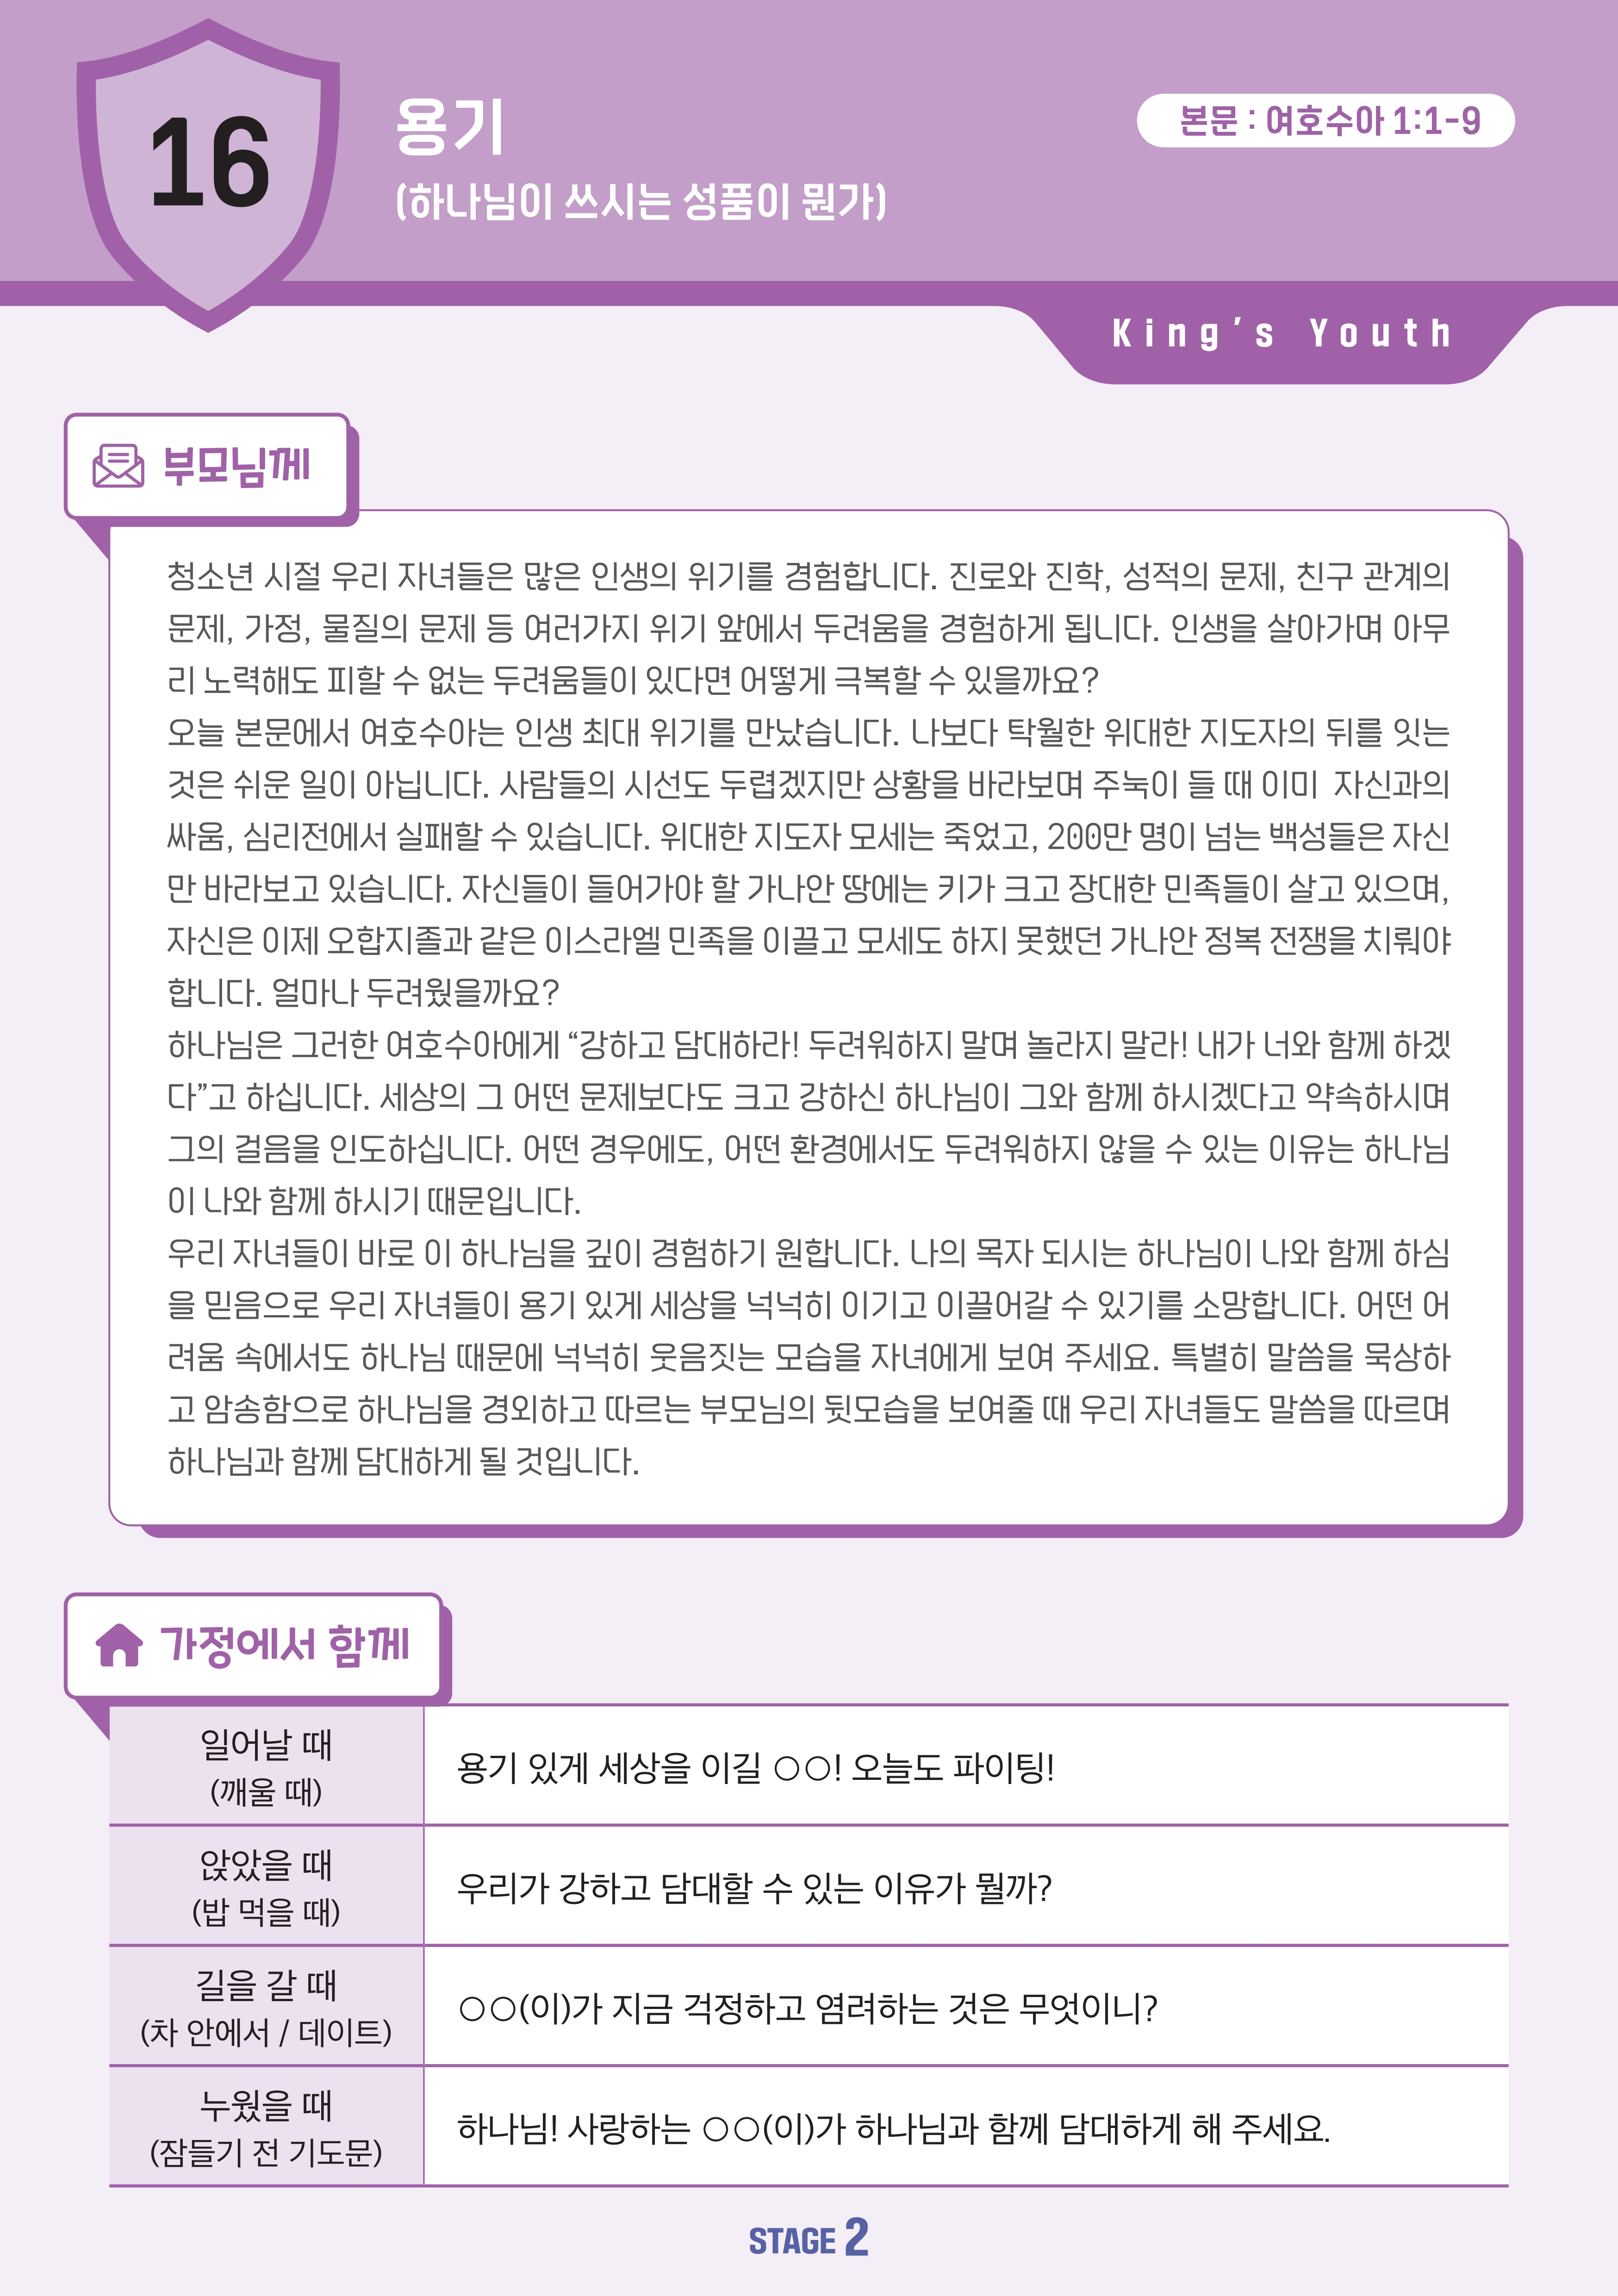 16
용기
(하나님이 쓰시는 성품이 뭔가)
본문 : 여호수아 1:1-9
King's Youth
부모님께
청소년 시절 우리 자녀들은 많은 인생의 위기를 경험합니다. 진로와 진학, 성적의 문제, 친구 관계의
문제, 가정, 물질의 문제 등 여러가지 위기 앞에서 두려움을 경험하게 됩니다. 인생을 살아가며 아무
리 노력해도 피할 수 없는 두려움들이 있다면 어떻게 극복할 수 있을까요?
오늘 본문에서 여호수아는 인생 최대 위기를 만났습니다. 나보다 탁월한 위대한 지도자의 뒤를 잇는
것은 쉬운 일이 아닙니다. 사람들의 시선도 두렵겠지만 상황을 바라보며 주눅이 들 때 이미 자신과의
싸움, 심리전에서 실패할 수 있습니다. 위대한 지도자 모세는 죽었고, 200만 명이 넘는 백성들은 자신
만 바라보고 있습니다. 자신들이 들어가야 할 가나안 땅에는 키가 크고 장대한 민족들이 살고 있으며,
자신은 이제 오합지졸과 같은 이스라엘 민족을 이끌고 모세도 하지 못했던 가나안 정복 전쟁을 치뤄야
합니다. 얼마나 두려웠을까요?
하나님은 그러한 여호수아에게 “강하고 담대하라! 두려워하지 말며 놀라지 말라! 내가 너와 함께 하겠
다”고 하십니다. 세상의 그 어떤 문제보다도 크고 강하신 하나님이 그와 함께 하시겠다고 약속하시며
그의 걸음을 인도하십니다. 어떤 경우에도, 어떤 환경에서도 두려워하지 않을 수 있는 이유는 하나님
이 나와 함께 하시기 때문입니다.
우리 자녀들이 바로 이 하나님을 깊이 경험하기 원합니다. 나의 목자 되시는 하나님이 나와 함께 하심
을 믿음으로 우리 자녀들이 용기 있게 세상을 넉넉히 이기고 이끌어갈 수 있기를 소망합니다. 어떤 어
려움 속에서도 하나님 때문에 넉넉히 웃음짓는 모습을 자녀에게 보여 주세요. 특별히 말씀을 묵상하
고 암송함으로 하나님을 경외하고 따르는 부모님의 뒷모습을 보여줄 때 우리 자녀들도 말씀을 따르며
하나님과 함께 담대하게 될 것입니다.
가정에서 함께
일어날 때
(깨울 때)
용기 있게 세상을 이길 ○○! 오늘도 파이팅!
앉았을 때
(밥 먹을 때)
우리가 강하고 담대할 수 있는 이유가 뭘까?
길을 갈 때
(차 안에서 / 데이트)
○○(이)가 지금 걱정하고 염려하는 것은 무엇이니?
누웠을 때
(잠들기 전 기도문)
하나님! 사랑하는 ○○(이)가 하나님과 함께 담대하게 해 주세요.
STAGE 2